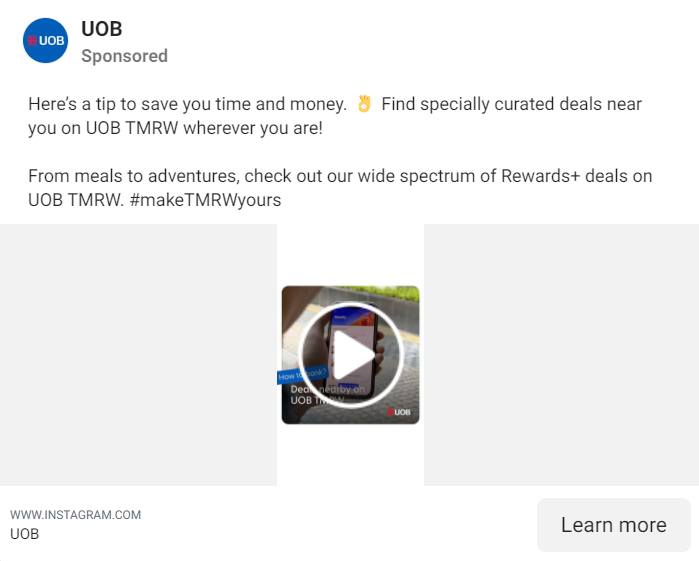 UOB
UOB
Sponsored
Here's a tip to save you time and money. 👌 Find specially curated deals near
you on UOB TMRW wherever you are!
From meals to adventures, check out our wide spectrum of Rewards+ deals on
UOB TMRW. #makeTMRWyours
How to bank?
Deals nearby on
UOB TMRW
UOB
WWW.INSTAGRAM.COM
UOB
Learn more